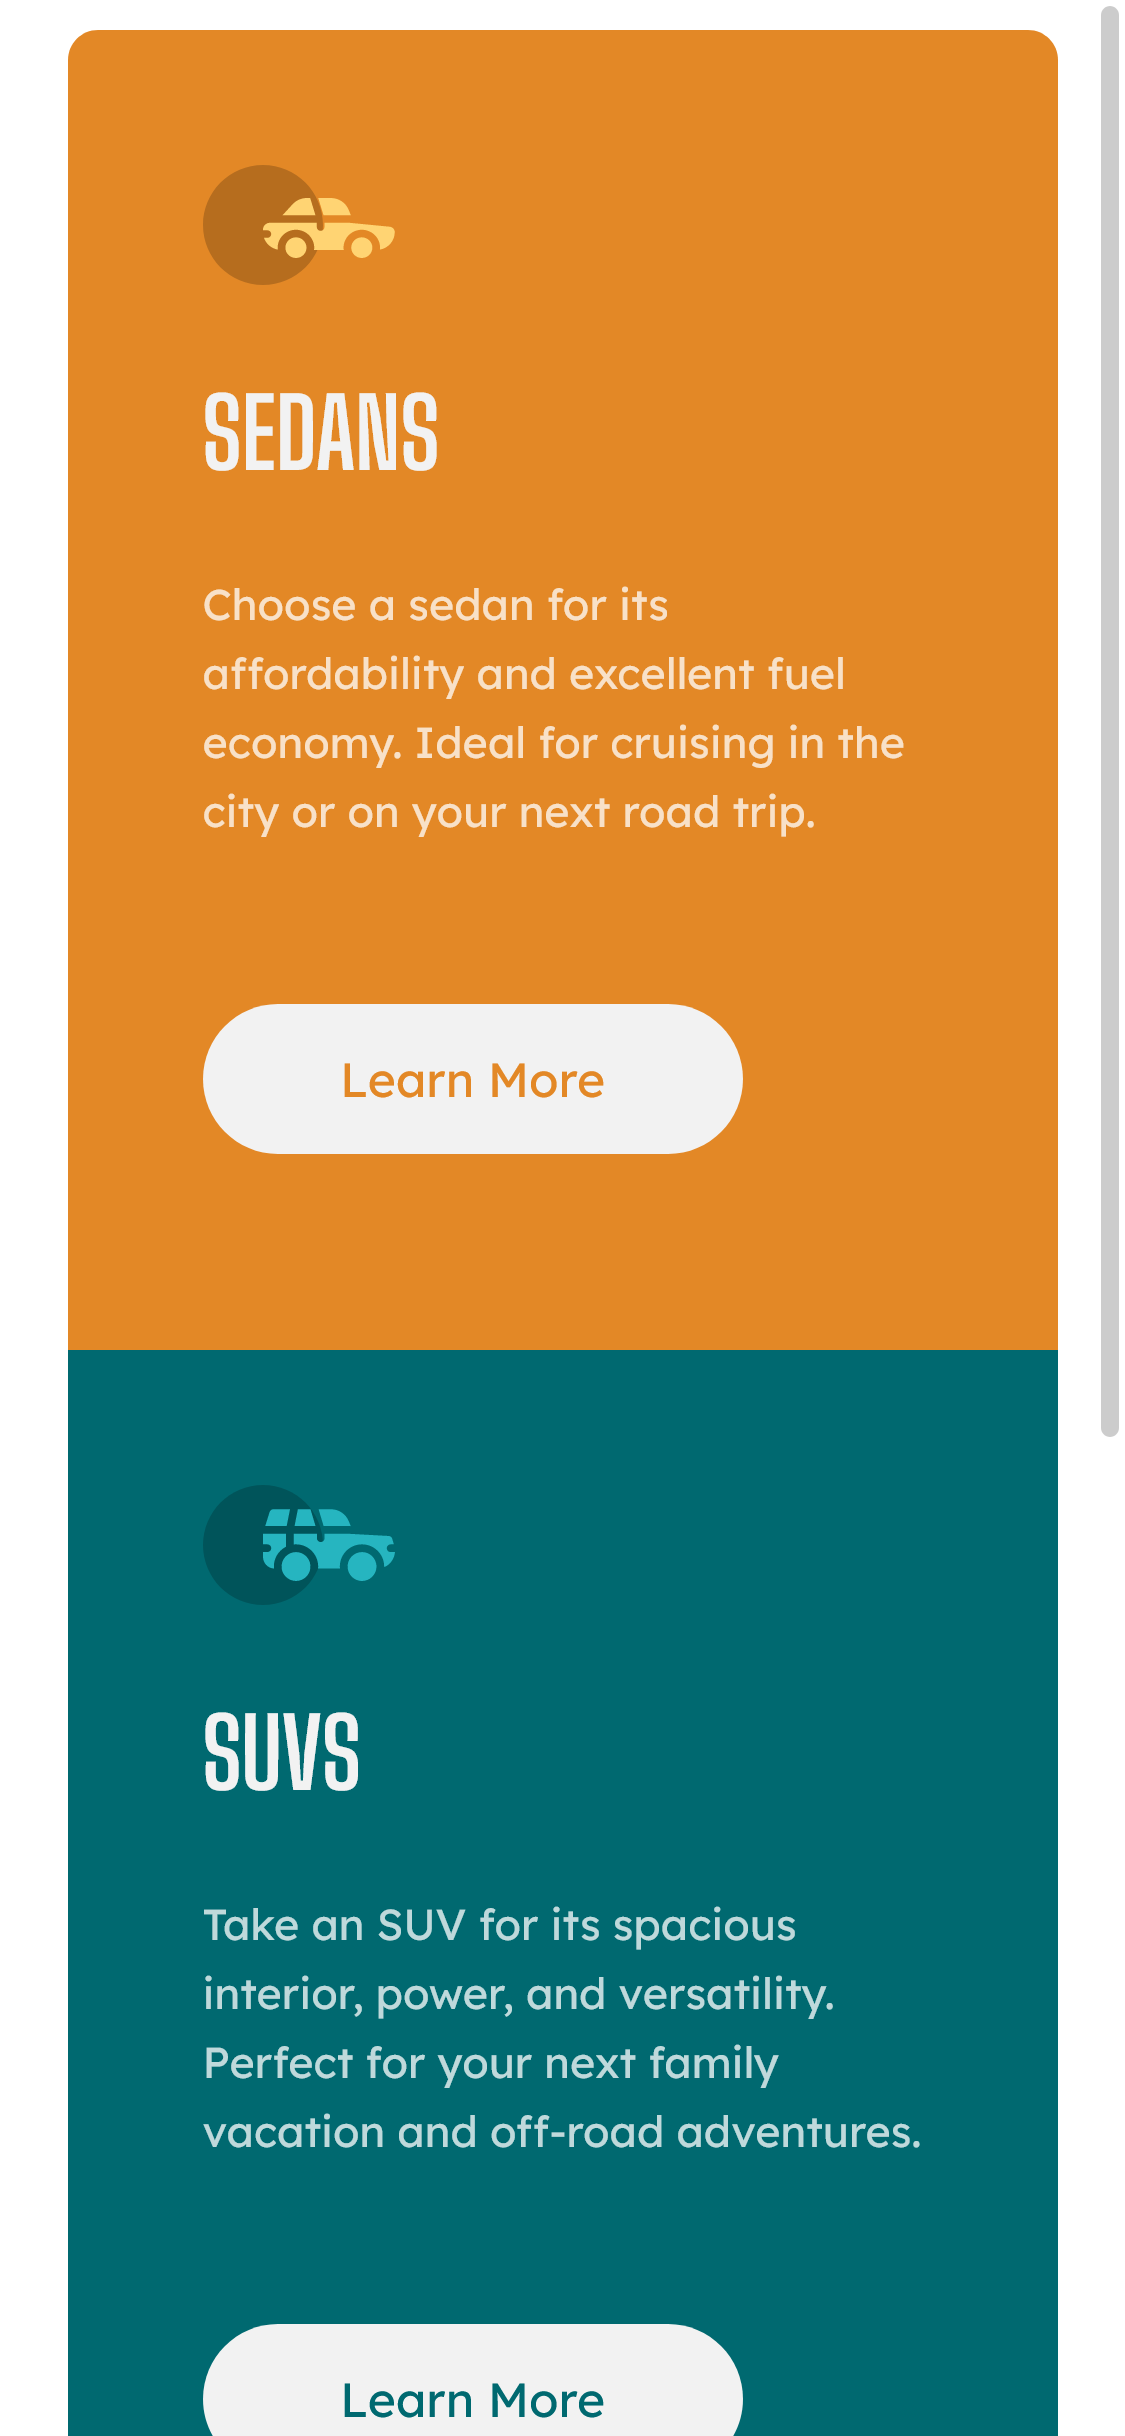 SEDANS
Choose a sedan for its
affordability and excellent fuel
economy. Ideal for cruising in the
city or on your next road trip.
Learn More
SUVS
Take an SUV for its spacious
interior, power, and versatility.
Perfect for your next family
vacation and off-road adventures.
Learn More